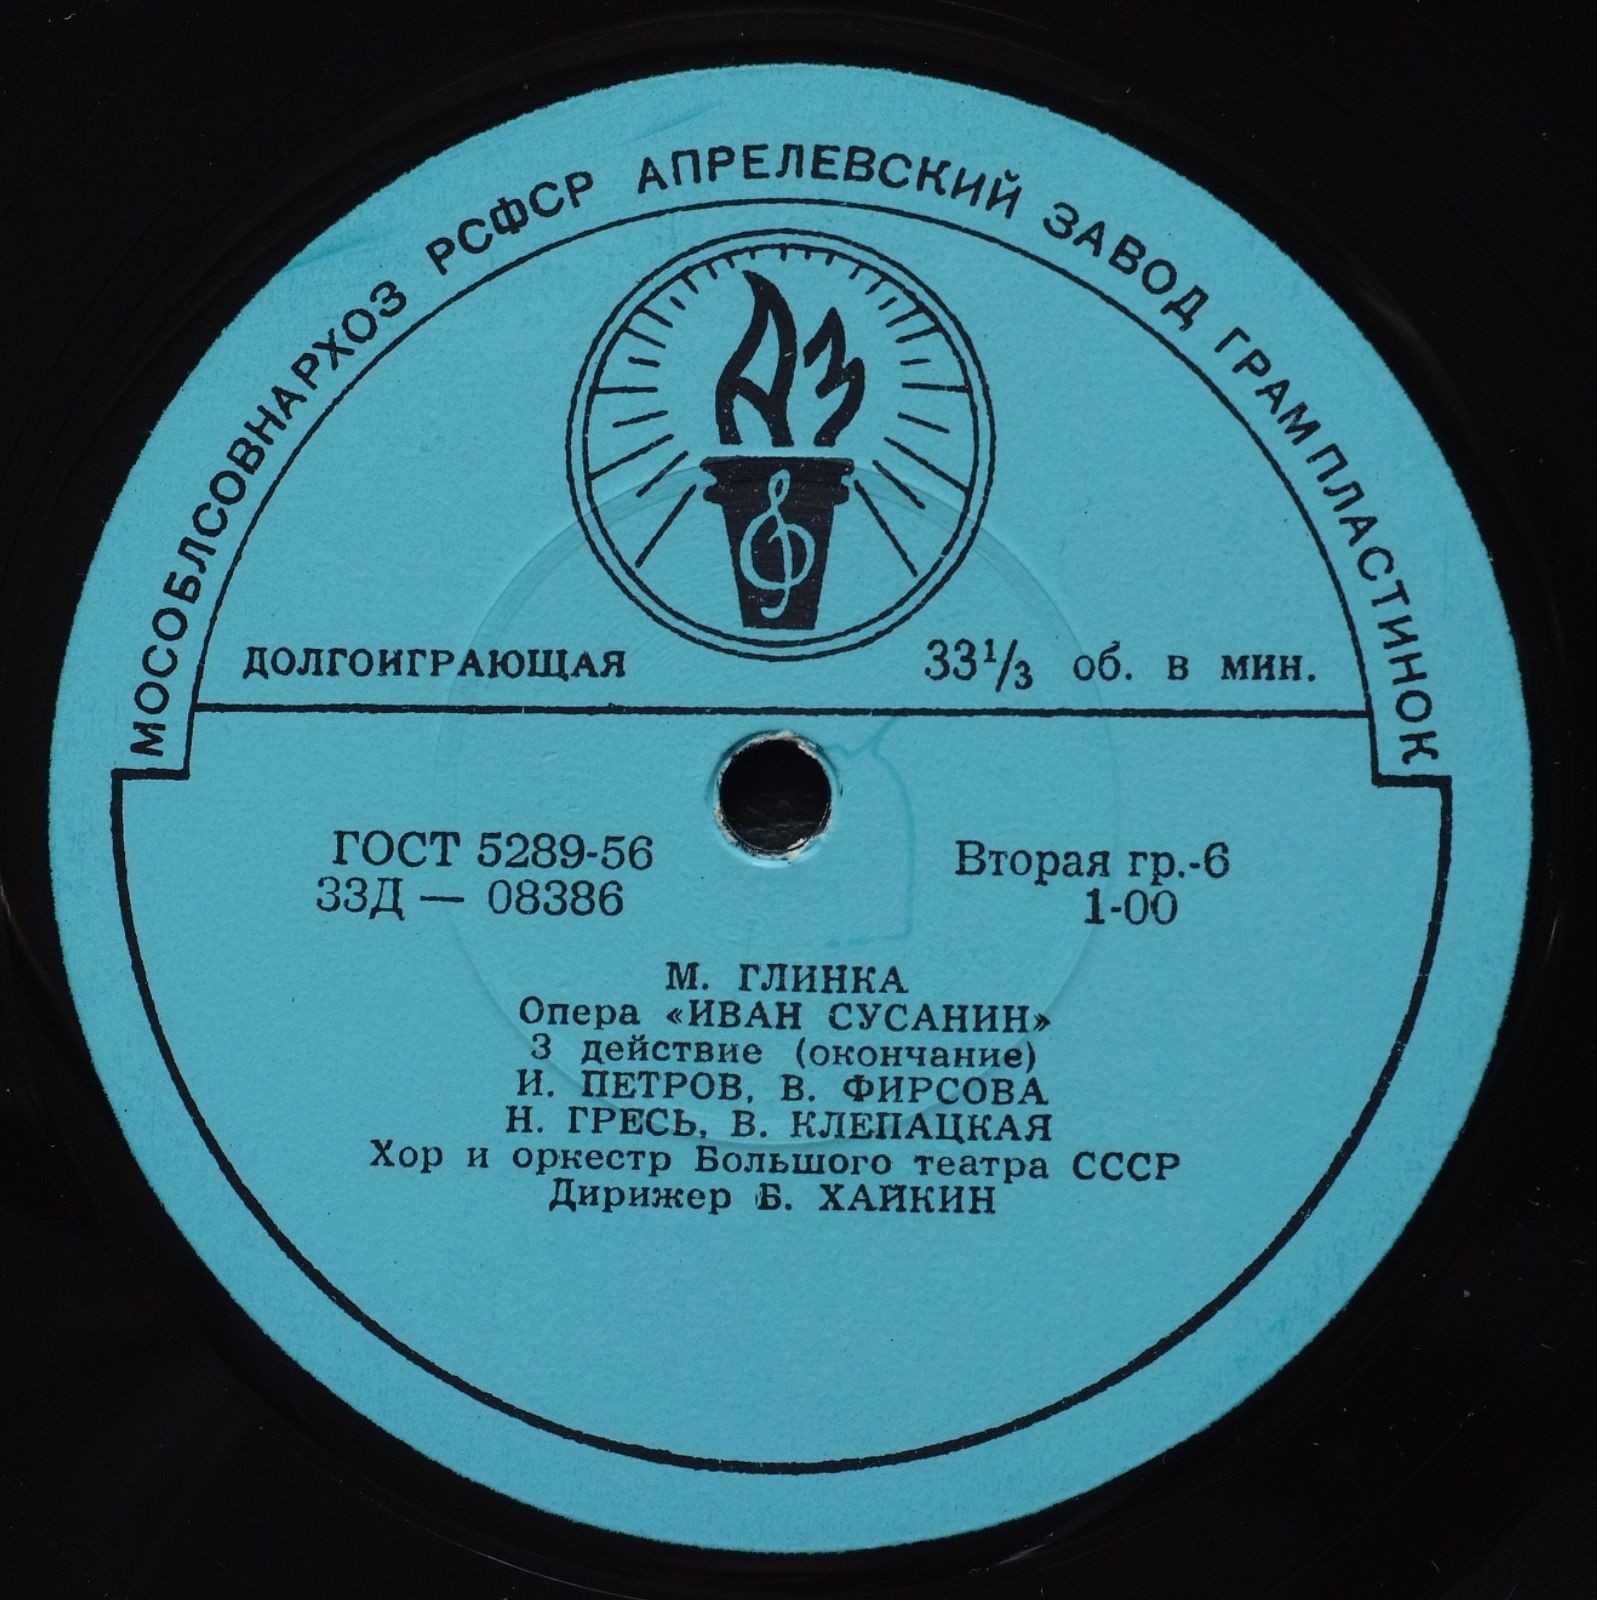 МОСОБЛСОВНАРХОЗ РСФСР АПРЕЛЕВСКИЙ ЗАВОД ГРАМПЛАСТИНОК
АЗ
ДОЛГОИГРАЮЩАЯ 33⅓ об. в мин.
ГОСТ 5289-56 Вторая гр.-6
33Д — 08386 1-00
М. ГЛИНКА
Опера «ИВАН СУСАНИН»
3 действие (окончание)
И. ПЕТРОВ, В. ФИРСОВА
Н. ГРЕСЬ, В. КЛЕПАЦКАЯ
Хор и оркестр Большого театра СССР
Дирижер Б. ХАЙКИН